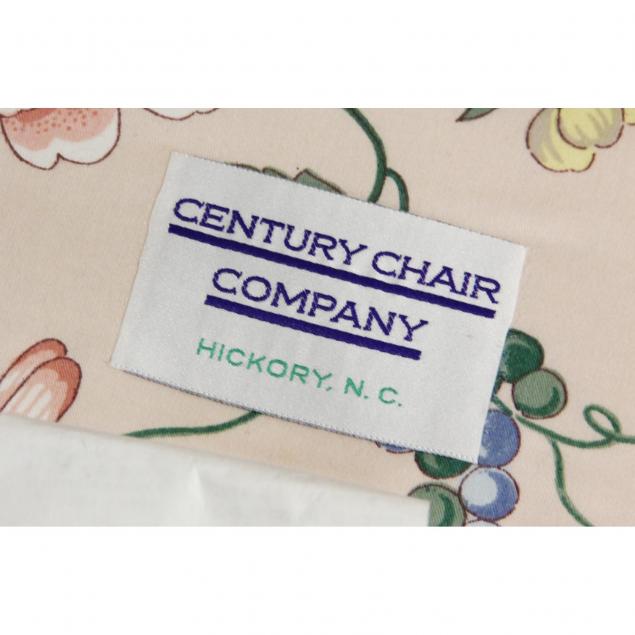 CENTURY CHAIR
COMPANY
HICKORY, N. C.